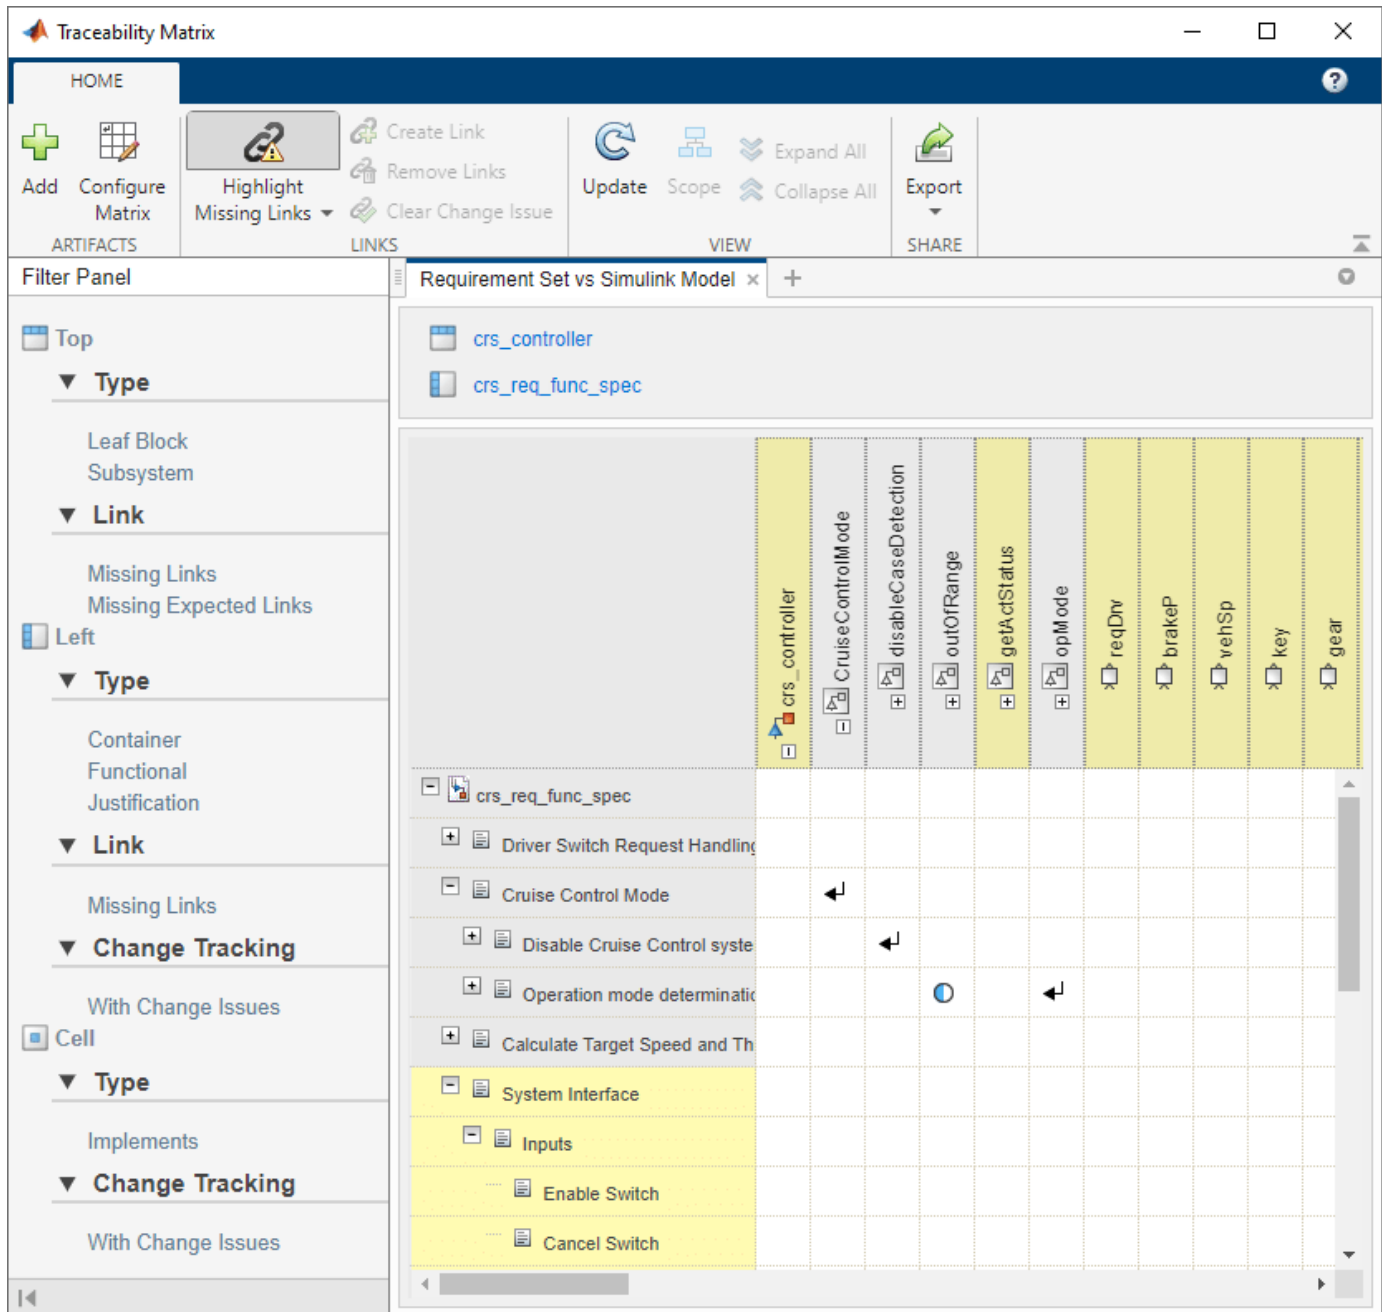 Traceability Matrix
HOME
Add
Configure
Matrix
ARTIFACTS
Highlight
Missing Links
Create Link
Remove Links
Clear Change Issue
LINKS
Update
Scope
Expand All
Collapse All
VIEW
Export
SHARE
Filter Panel
Top
Type
Leaf Block
Subsystem
Link
Missing Links
Missing Expected Links
Left
Type
Container
Functional
Justification
Link
Missing Links
Change Tracking
With Change Issues
Cell
Type
Implements
Change Tracking
With Change Issues
Requirement Set vs Simulink Model
crs_controller
crs_req_func_spec
crs_controller
CruiseControlMode
disableCaseDetection
outOfRange
getActStatus
opMode
reqDrv
brakeP
vehSp
key
gear
crs_req_func_spec
Driver Switch Request Handling
Cruise Control Mode
Disable Cruise Control syste
Operation mode determinatic
Calculate Target Speed and Th
System Interface
Inputs
Enable Switch
Cancel Switch